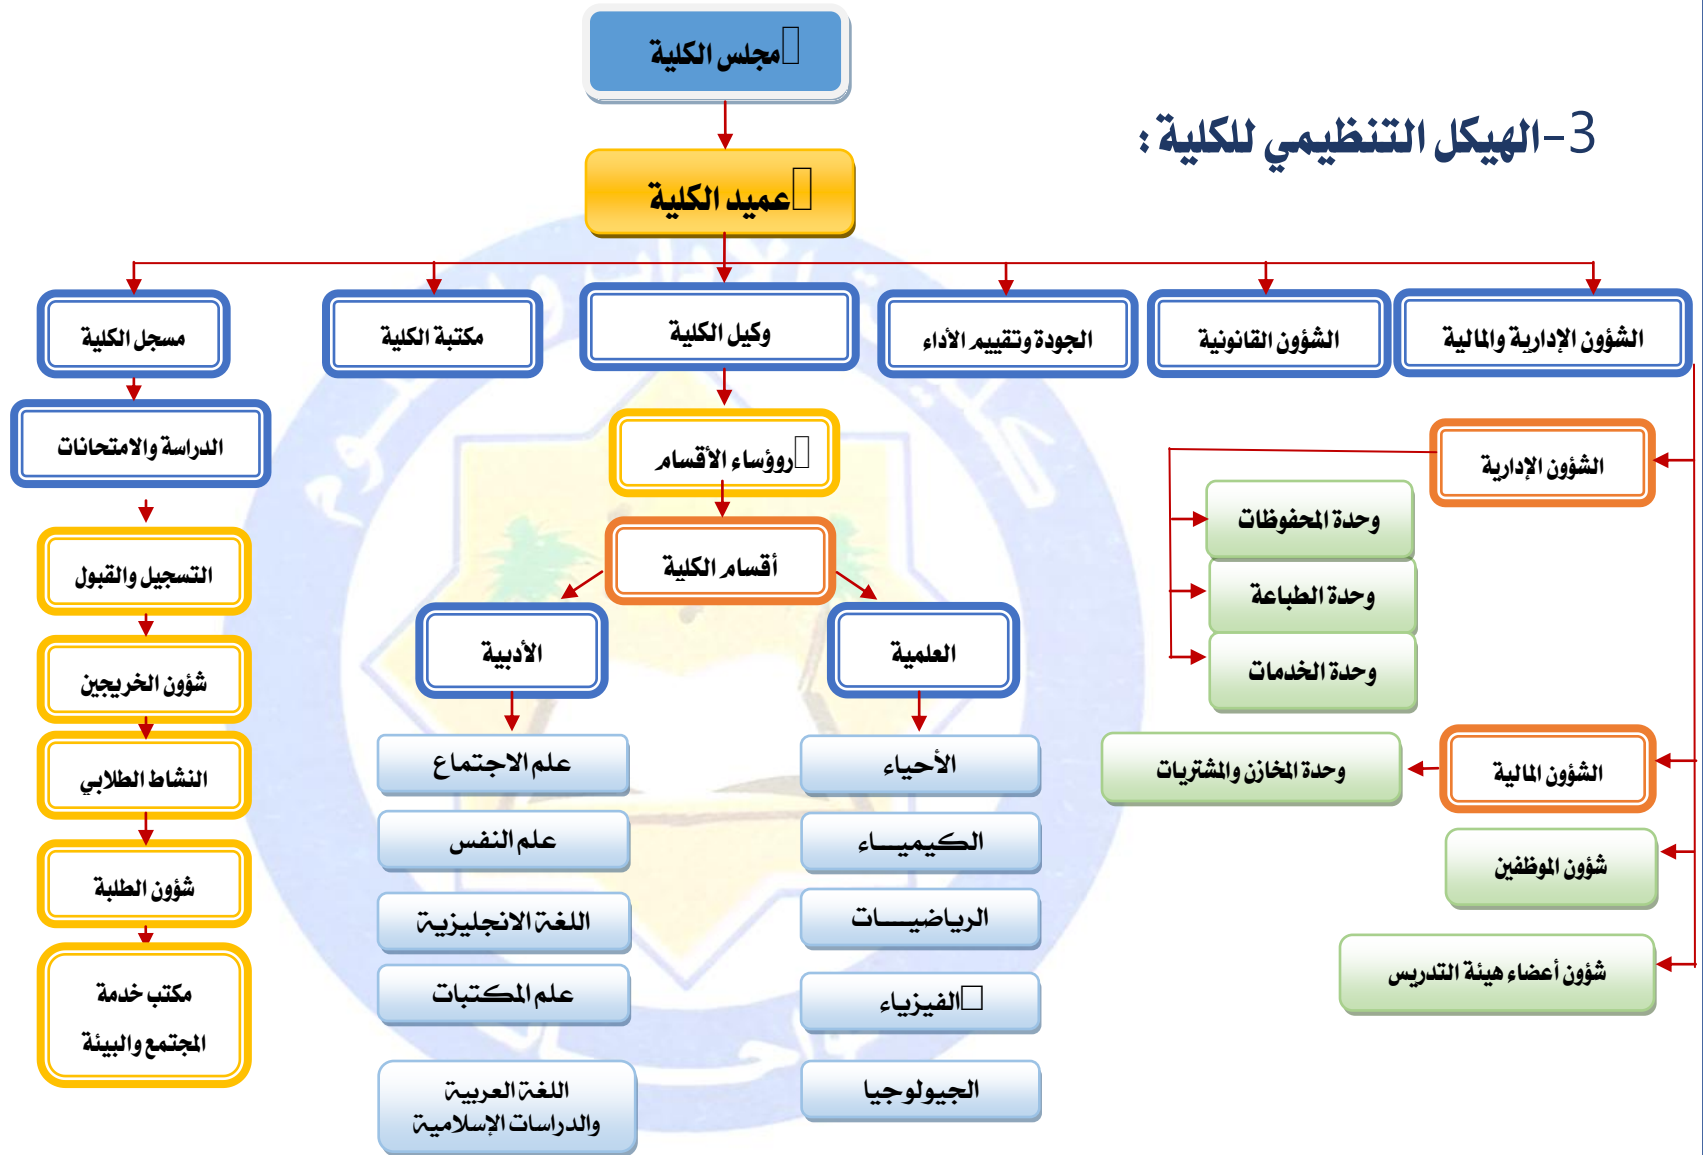 3-الهيكل التنظيمي للكلية :
مجلس الكلية
عميد الكلية
الشؤون الإدارية والمالية
الشؤون القانونية
الجودة وتقييم الأداء
وكيل الكلية
مكتبة الكلية
مسجل الكلية
الشؤون الإدارية
وحدة المحفوظات
وحدة الطباعة
وحدة الخدمات
الشؤون المالية
وحدة المخازن والمشتريات
شؤون الموظفين
شؤون أعضاء هيئة التدريس
روؤساء الأقسام
أقسام الكلية
العلمية
الأحياء
الكيميـــاء
الرياضيـــات
الفيزياء
الجيولوجيا
الأدبية
علم الاجتماع
علم النفس
اللغة الانجليزية
علم المكتبات
اللغة العربية
والدراسات الإسلامية
الدراسة والامتحانات
التسجيل والقبول
شؤون الخريجين
النشاط الطلابي
شؤون الطلبة
مكتب خدمة
المجتمع والبيئة